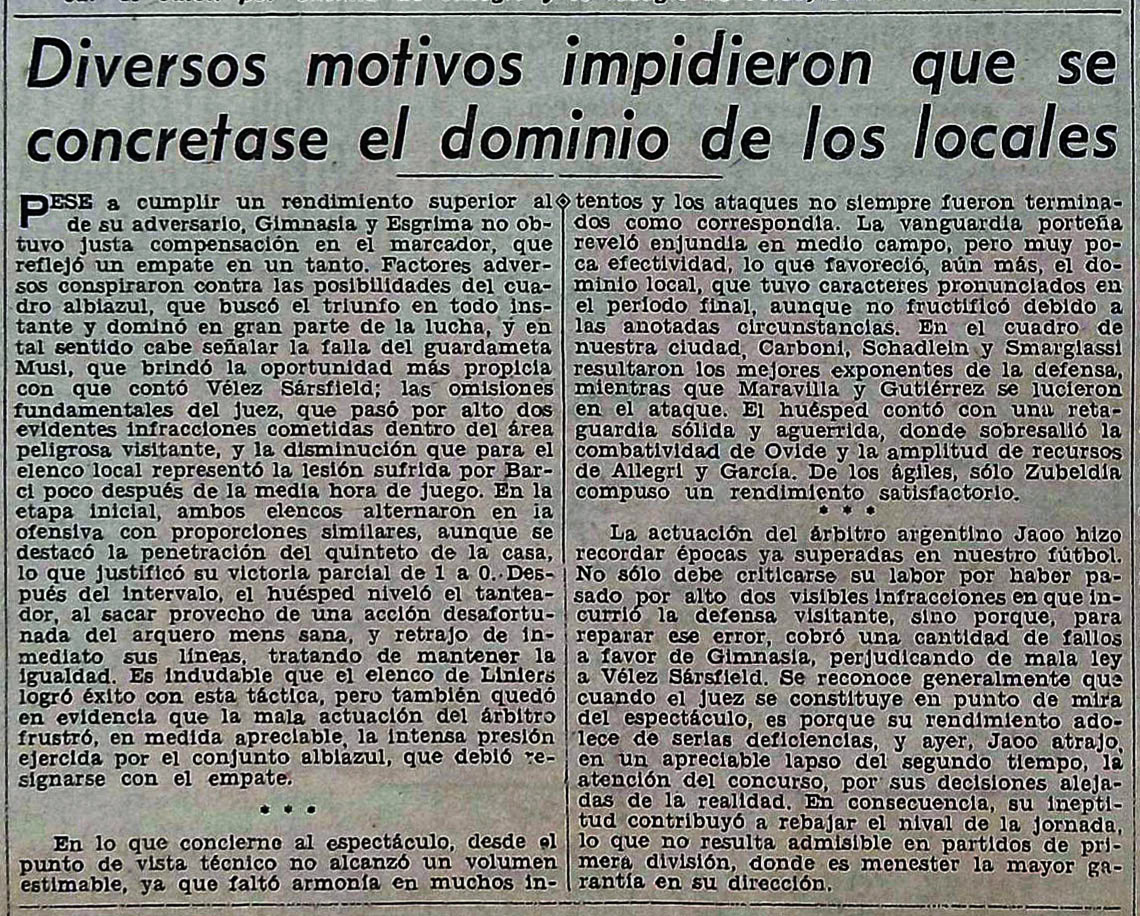 Diversos motivos impidieron que se
concretase el dominio de los locales
PESE a cumplir un rendimiento superior al
de su adversario, Gimnasia y Esgrima no ob-
tuvo justa compensación en el marcador, que
reflejó un empate en un tanto. Factores adver-
sos conspiraron contra las posibilidades del cua-
dro albiazul, que buscó el triunfo en todo ins-
tante y dominó en gran parte de la lucha, y en
tal sentido cabe señalar la falla del guardameta
Musi, que brindó la oportunidad más propicia
con que contó Vélez Sársfield; las omisiones
fundamentales del juez, que pasó por alto dos
evidentes infracciones cometidas dentro del área
peligrosa visitante, y la disminución que para el
elenco local representó la lesión sufrida por Bar-
ci poco después de la media hora de juego. En la
etapa inicial, ambos elencos alternaron en la
ofensiva con proporciones similares, aunque se
destacó la penetración del quinteto de la casa,
lo que justificó su victoria parcial de 1 a 0. Des-
pués del intervalo, el huésped niveló el tantea-
dor, al sacar provecho de una acción desafortu-
nada del arquero mens sana, y retrajo de in-
mediato sus líneas, tratando de mantener la
igualdad. Es indudable que el elenco de Liniers
logró éxito con esta táctica, pero también quedó
en evidencia que la mala actuación del árbitro
frustró, en medida apreciable, la intensa presión
ejercida por el conjunto albiazul, que debió re-
signarse con el empate.
* * *
En lo que concierne al espectáculo, desde el
punto de vista técnico no alcanzó un volumen
estimable, ya que faltó armonía en muchos in-
tentos y los ataques no siempre fueron termina-
dos como correspondía. La vanguardia porteña
reveló enjundia en medio campo, pero muy po-
ca efectividad, lo que favoreció, aún más, el do-
minio local, que tuvo caracteres pronunciados en
el período final, aunque no fructificó debido a
las anotadas circunstancias. En el cuadro de
nuestra ciudad, Carboni, Schadlein y Smargiassi
resultaron los mejores exponentes de la defensa,
mientras que Maravilla y Gutiérrez se lucieron
en el ataque. El huésped contó con una reta-
guardia sólida y aguerrida, donde sobresalió la
combatividad de Ovide y la amplitud de recursos
de Allegri y García. De los ágiles, sólo Zubeldía
compuso un rendimiento satisfactorio.
* * *
La actuación del árbitro argentino Jaoo hizo
recordar épocas ya superadas en nuestro fútbol.
No sólo debe criticarse su labor por haber pa-
sado por alto dos visibles infracciones en que in-
currió la defensa visitante, sino porque, para
reparar ese error, cobró una cantidad de fallos
a favor de Gimnasia, perjudicando de mala ley
a Vélez Sársfield. Se reconoce generalmente que
cuando el juez se constituye en punto de mira
del espectáculo, es porque su rendimiento ado-
lece de serias deficiencias, y ayer, Jaoo atrajo,
en un apreciable lapso del segundo tiempo, la
atención del concurso, por sus decisiones aleja-
das de la realidad. En consecuencia, su inepti-
tud contribuyó a rebajar el nival de la jornada,
lo que no resulta admisible en partidos de pri-
mera división, donde es menester la mayor ga-
rantía en su dirección.